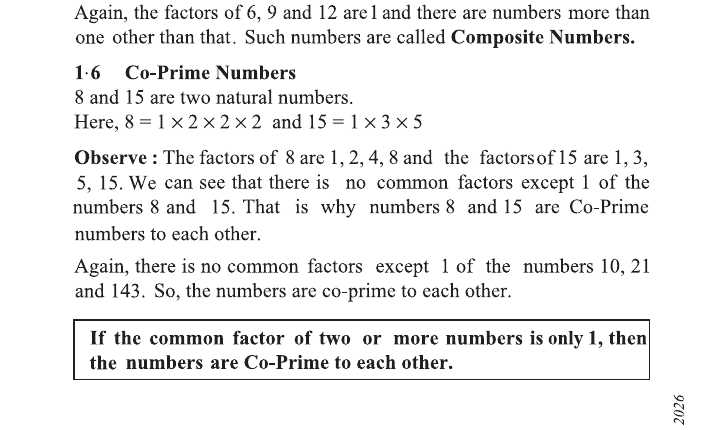 Again, the factors of 6, 9 and 12 are 1 and there are numbers more than
one other than that. Such numbers are called Composite Numbers.
1·6 Co-Prime Numbers
8 and 15 are two natural numbers.
Here, 8 = 1 × 2 × 2 × 2 and 15 = 1 × 3 × 5
Observe : The factors of 8 are 1, 2, 4, 8 and the factors of 15 are 1, 3,
5, 15. We can see that there is no common factors except 1 of the
numbers 8 and 15. That is why numbers 8 and 15 are Co-Prime
numbers to each other.
Again, there is no common factors except 1 of the numbers 10, 21
and 143. So, the numbers are co-prime to each other.
If the common factor of two or more numbers is only 1, then
the numbers are Co-Prime to each other.
2026